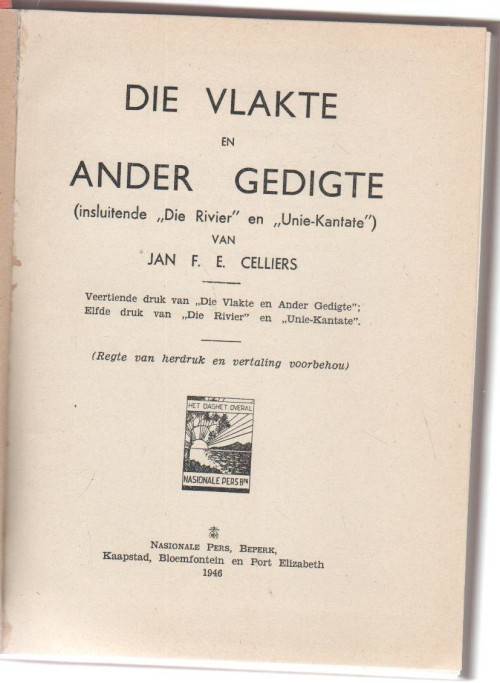 DIE VLAKTE
EN
ANDER GEDIGTE
(insluitende „Die Rivier" en „Unie-Kantate")
VAN
JAN F. E. CELLIERS
Veertiende druk van „Die Vlakte en Ander Gedigte";
Elfde druk van „Die Rivier" en „Unie-Kantate".
(Regte van herdruk en vertaling voorbehou)
HET DAGHET OVERAL
NASIONALE PERS BPK
NASIONALE PERS, BEPERK,
Kaapstad, Bloemfontein en Port Elizabeth
1946